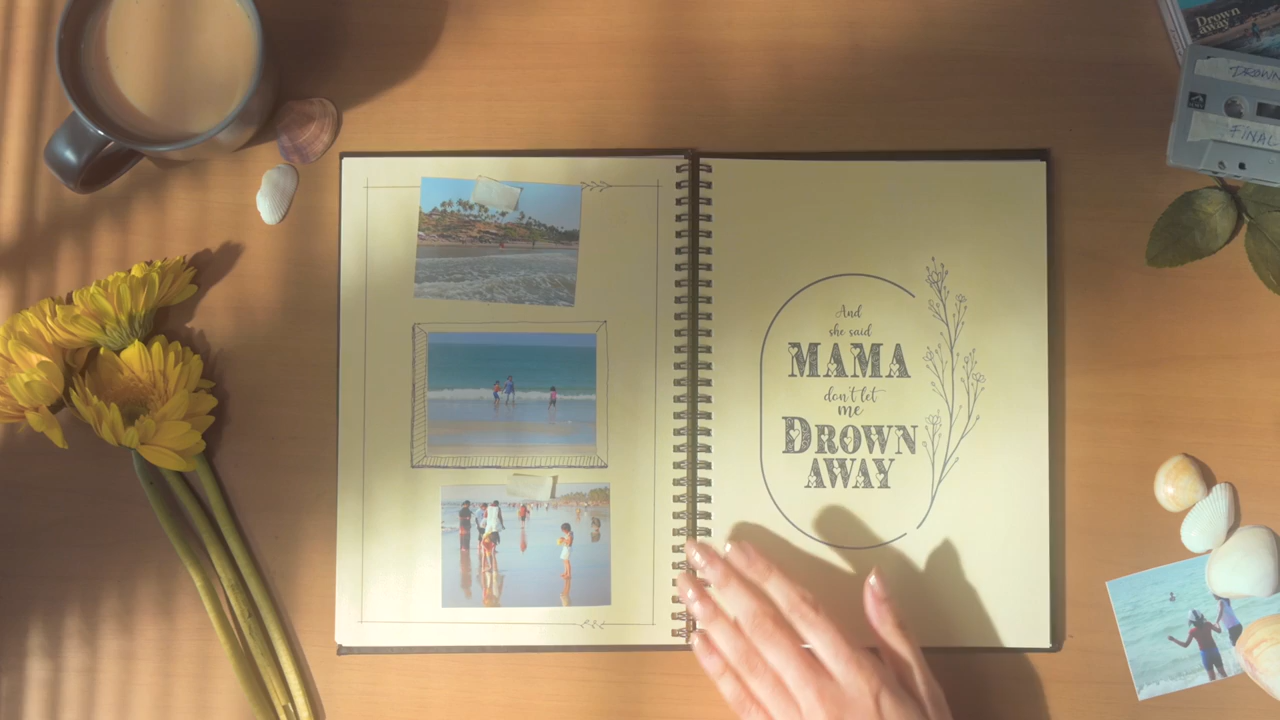 And
she said
MAMA
don't let
me
DROWN
AWAY
Drown
away
DROWN
FINAL